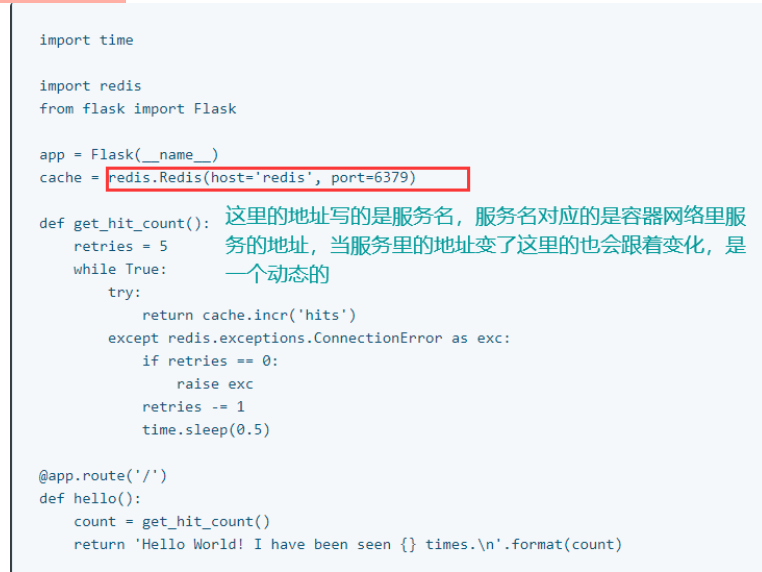 import time
import redis
from flask import Flask
app = Flask(__name__)
cache = redis.Redis(host='redis', port=6379)
def get_hit_count():
这里的地址写的是服务名，服务名对应的是容器网络里服
务的地址，当服务里的地址变了这里的也会跟着变化，是
一个动态的
    retries = 5
    while True:
        try:
            return cache.incr('hits')
        except redis.exceptions.ConnectionError as exc:
            if retries == 0:
                raise exc
            retries -= 1
            time.sleep(0.5)
@app.route('/')
def hello():
    count = get_hit_count()
    return 'Hello World! I have been seen {} times.\n'.format(count)